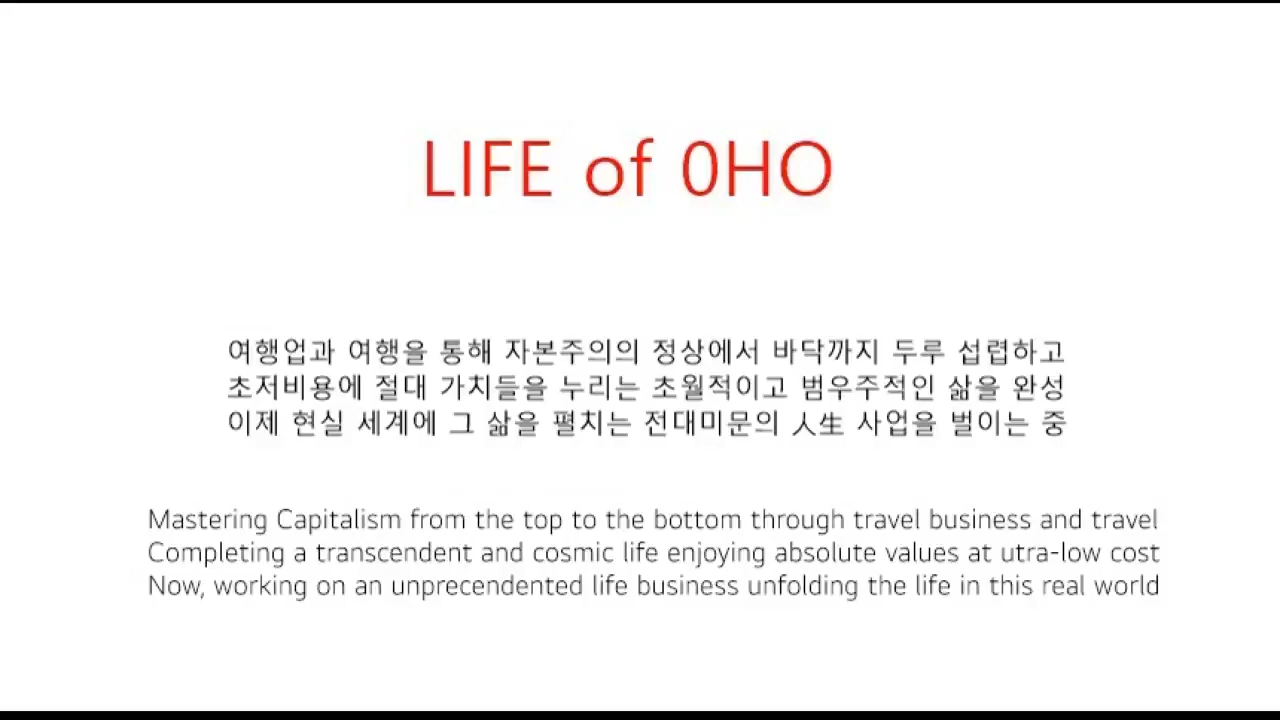 LIFE of 0HO
여행업과 여행을 통해 자본주의의 정상에서 바닥까지 두루 섭렵하고
초저비용에 절대 가치들을 누리는 초월적이고 범우주적인 삶을 완성
이제 현실 세계에 그 삶을 펼치는 전대미문의 人生 사업을 벌이는 중
Mastering Capitalism from the top to the bottom through travel business and travel
Completing a transcendent and cosmic life enjoying absolute values at utra-low cost
Now, working on an unprecendented life business unfolding the life in this real world